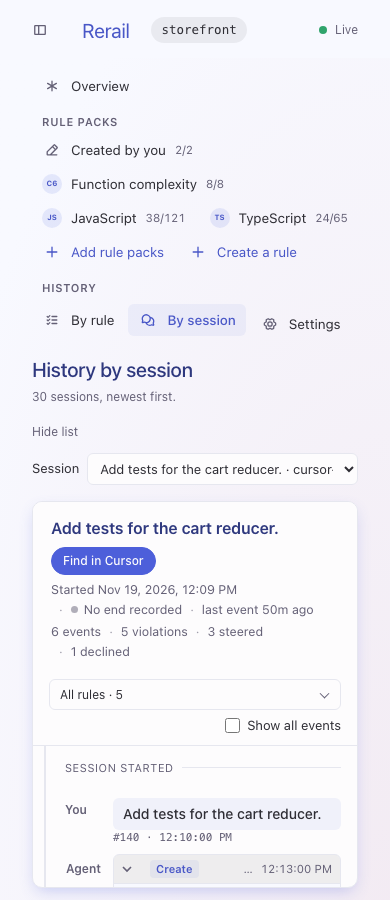 Rerail storefront Live
Overview
RULE PACKS
Created by you 2/2
C6 Function complexity 8/8
JS JavaScript 38/121 TS TypeScript 24/65
Add rule packs Create a rule
HISTORY
By rule By session Settings
History by session
30 sessions, newest first.
Hide list
Session Add tests for the cart reducer. · cursor·
Add tests for the cart reducer.
Find in Cursor
Started Nov 19, 2026, 12:09 PM
· No end recorded · last event 50m ago
6 events · 5 violations · 3 steered
· 1 declined
All rules · 5
Show all events
SESSION STARTED
You Add tests for the cart reducer.
#140 · 12:10:00 PM
Agent Create ... 12:13:00 PM